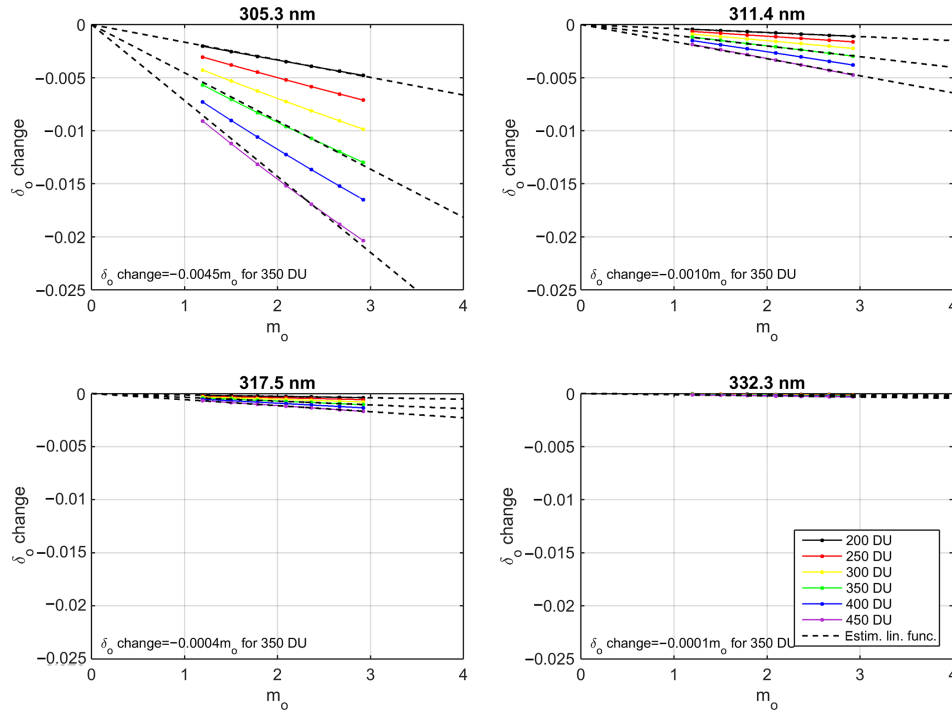 305.3 nm
0
−0.005
−0.01
−0.015
−0.02
−0.025
δo change
δo change=−0.0045mo for 350 DU
0 1 2 3 4
mo
311.4 nm
0
−0.005
−0.01
−0.015
−0.02
−0.025
δo change
δo change=−0.0010mo for 350 DU
0 1 2 3 4
mo
317.5 nm
0
−0.005
−0.01
−0.015
−0.02
−0.025
δo change
δo change=−0.0004mo for 350 DU
0 1 2 3 4
mo
332.3 nm
0
−0.005
−0.01
−0.015
−0.02
−0.025
δo change
200 DU
250 DU
300 DU
350 DU
400 DU
450 DU
Estim. lin. func.
δo change=−0.0001mo for 350 DU
0 1 2 3 4
mo